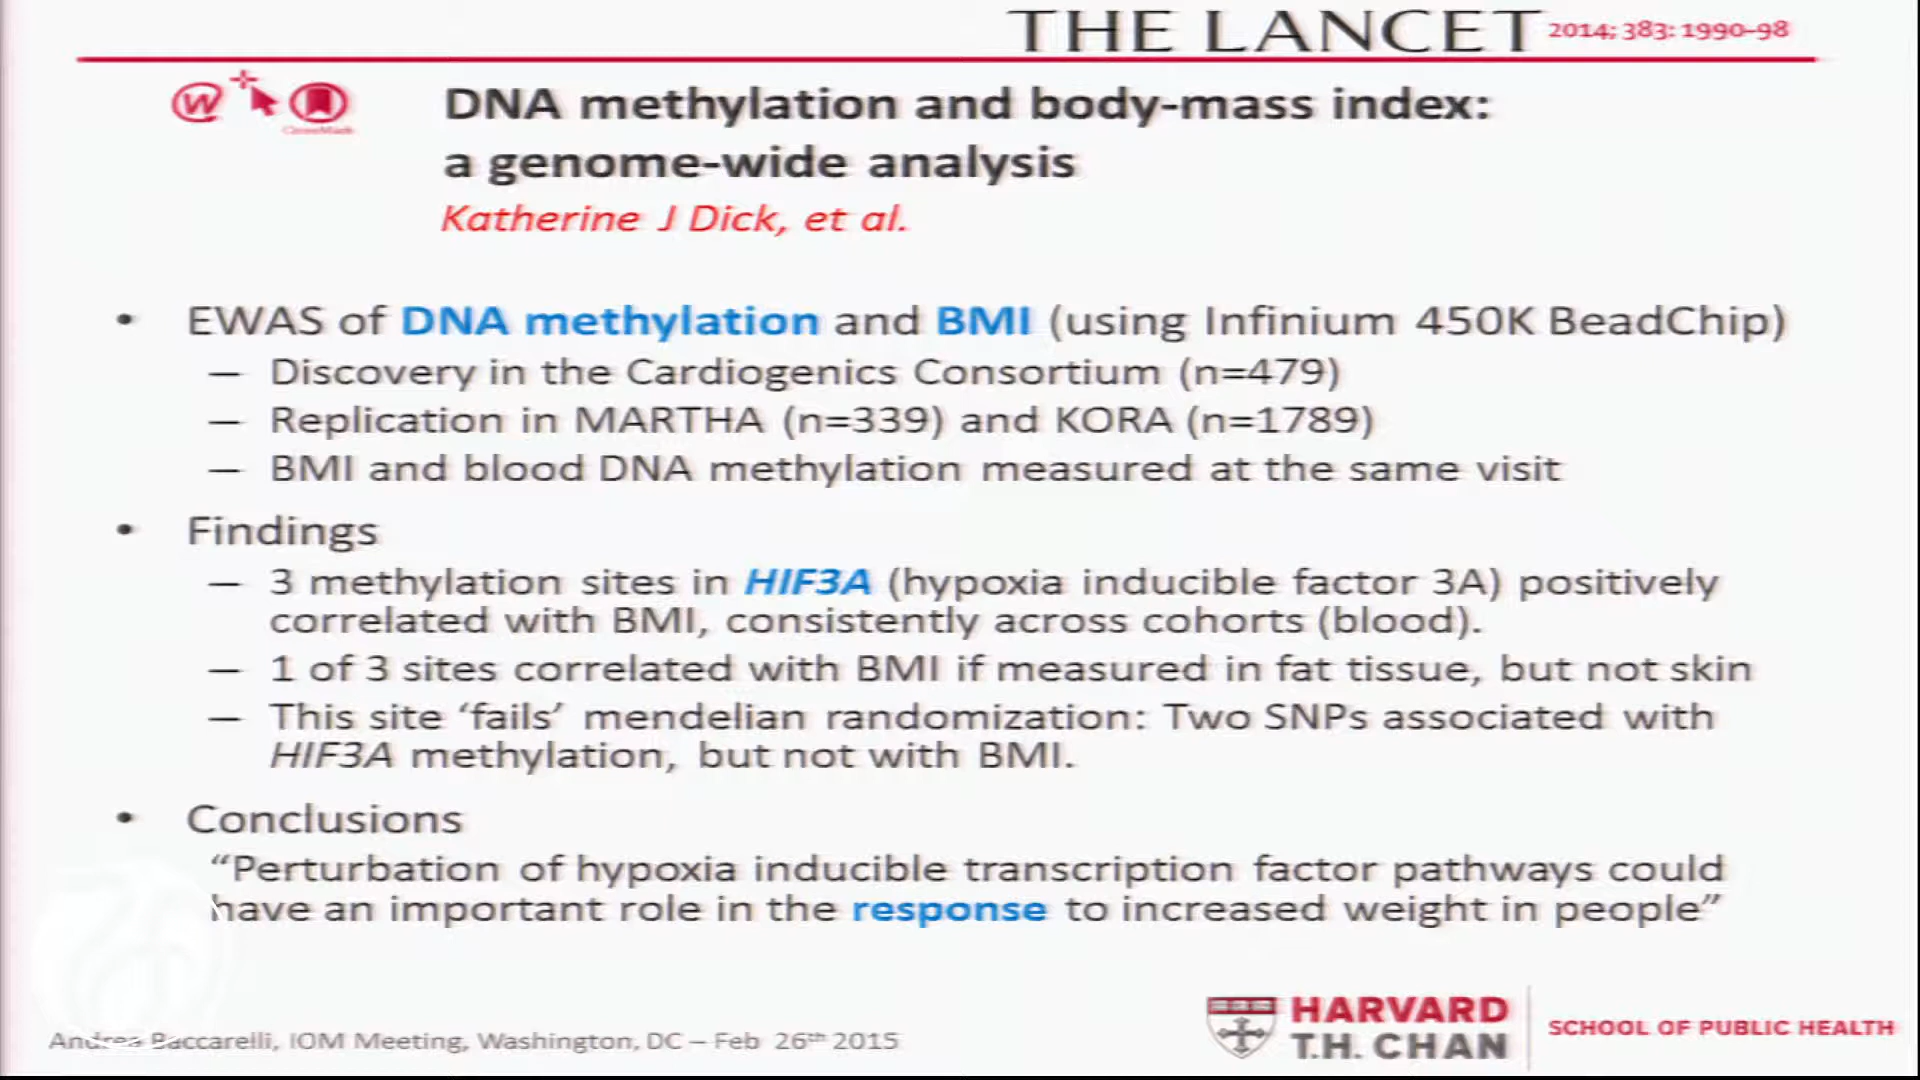 THE LANCET 2014; 383: 1990–98
DNA methylation and body-mass index:
a genome-wide analysis
Katherine J Dick, et al.
• EWAS of DNA methylation and BMI (using Infinium 450K BeadChip)
– Discovery in the Cardiogenics Consortium (n=479)
– Replication in MARTHA (n=339) and KORA (n=1789)
– BMI and blood DNA methylation measured at the same visit
• Findings
– 3 methylation sites in HIF3A (hypoxia inducible factor 3A) positively
correlated with BMI, consistently across cohorts (blood).
– 1 of 3 sites correlated with BMI if measured in fat tissue, but not skin
– This site ‘fails’ mendelian randomization: Two SNPs associated with
HIF3A methylation, but not with BMI.
• Conclusions
“Perturbation of hypoxia inducible transcription factor pathways could
have an important role in the response to increased weight in people”
Andrea Baccarelli, IOM Meeting, Washington, DC – Feb 26th 2015
HARVARD
T.H. CHAN
SCHOOL OF PUBLIC HEALTH